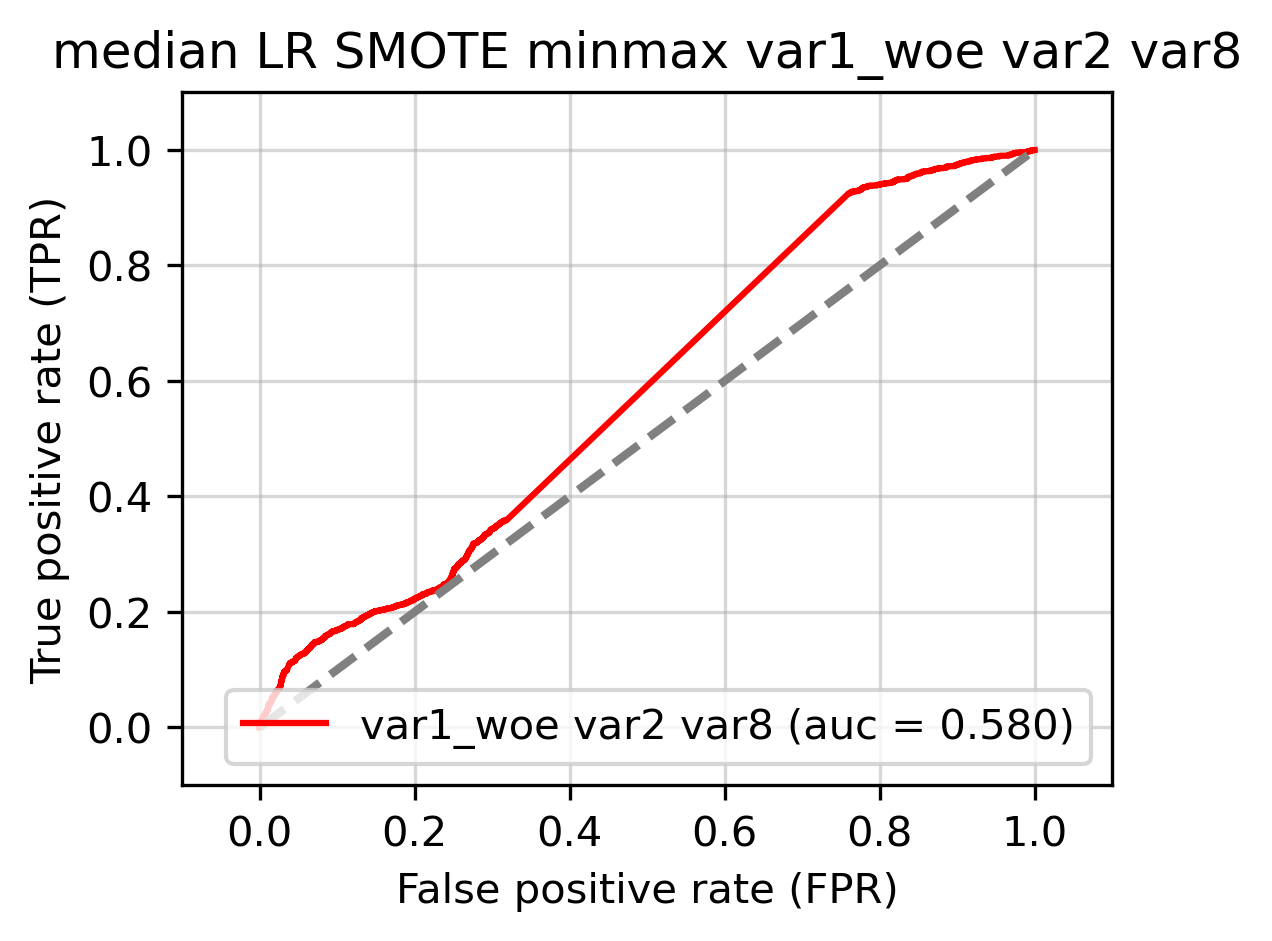 median LR SMOTE minmax var1_woe var2 var8
1.0
0.8
0.6
0.4
0.2
0.0
True positive rate (TPR)
var1_woe var2 var8 (auc = 0.580)
0.0 0.2 0.4 0.6 0.8 1.0
False positive rate (FPR)